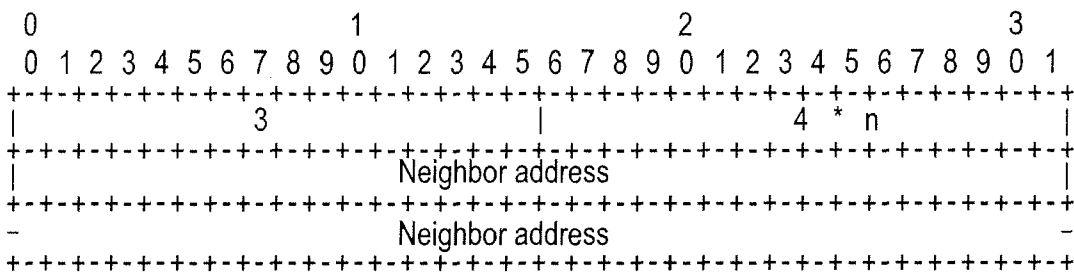 0 1 2 3
0 1 2 3 4 5 6 7 8 9 0 1 2 3 4 5 6 7 8 9 0 1 2 3 4 5 6 7 8 9 0 1
+-+-+-+-+-+-+-+-+-+-+-+-+-+-+-+-+-+-+-+-+-+-+-+-+-+-+-+-+-+-+-+-+
| 3 | 4 * n |
+-+-+-+-+-+-+-+-+-+-+-+-+-+-+-+-+-+-+-+-+-+-+-+-+-+-+-+-+-+-+-+-+
| Neighbor address |
+-+-+-+-+-+-+-+-+-+-+-+-+-+-+-+-+-+-+-+-+-+-+-+-+-+-+-+-+-+-+-+-+
- Neighbor address -
+-+-+-+-+-+-+-+-+-+-+-+-+-+-+-+-+-+-+-+-+-+-+-+-+-+-+-+-+-+-+-+-+